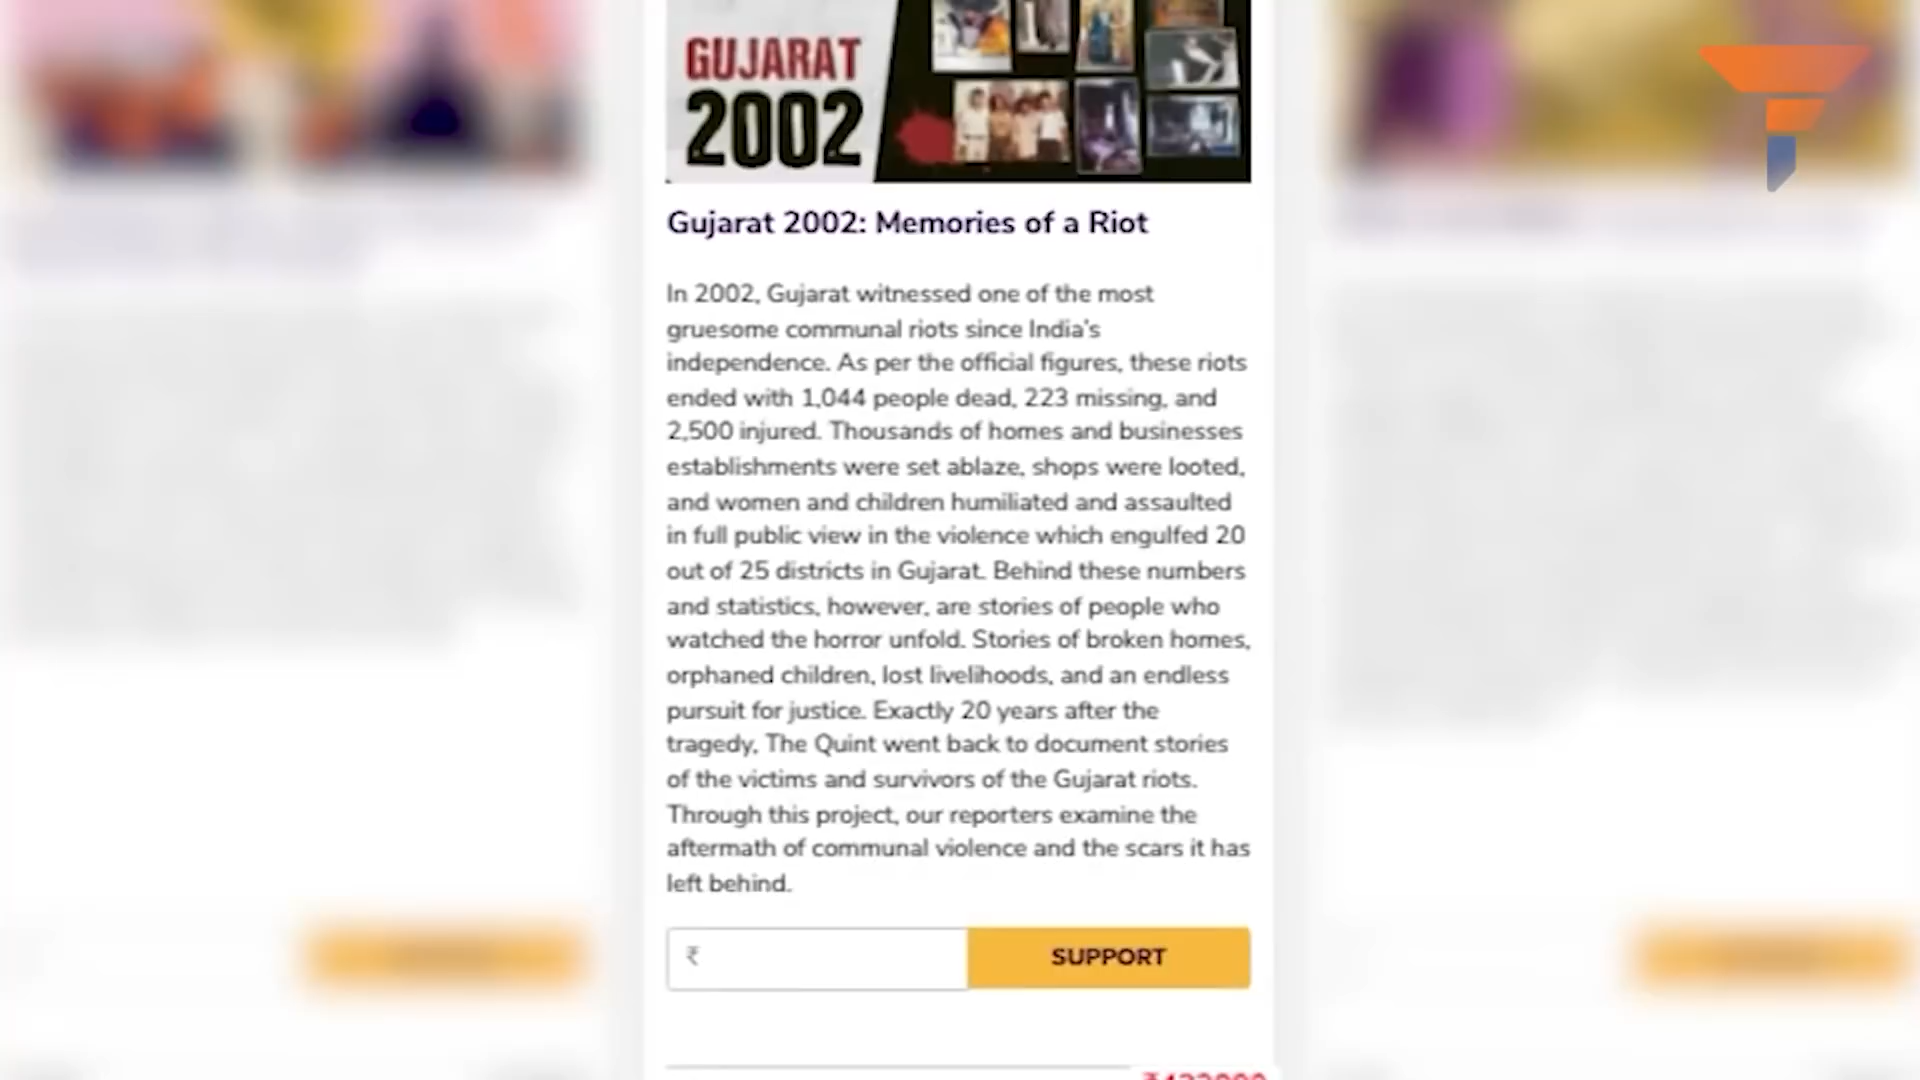 GUJARAT
2002
Gujarat 2002: Memories of a Riot
In 2002, Gujarat witnessed one of the most
gruesome communal riots since India's
independence. As per the official figures, these riots
ended with 1,044 people dead, 223 missing, and
2,500 injured. Thousands of homes and businesses
establishments were set ablaze, shops were looted,
and women and children humiliated and assaulted
in full public view in the violence which engulfed 20
out of 25 districts in Gujarat. Behind these numbers
and statistics, however, are stories of people who
watched the horror unfold. Stories of broken homes,
orphaned children, lost livelihoods, and an endless
pursuit for justice. Exactly 20 years after the
tragedy, The Quint went back to document stories
of the victims and survivors of the Gujarat riots.
Through this project, our reporters examine the
aftermath of communal violence and the scars it has
left behind.
₹
SUPPORT